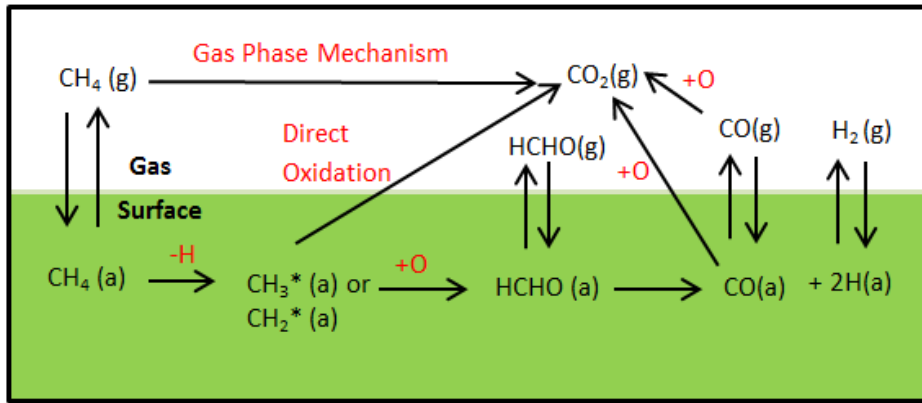 Gas Phase Mechanism
CH₄ (g)
CO₂(g)
+O
Direct
Oxidation
HCHO(g)
CO(g)
H₂ (g)
Gas
+O
Surface
-H
+O
CH₄ (a)
CH₃* (a) or
CH₂* (a)
HCHO (a)
CO(a)
+ 2H(a)